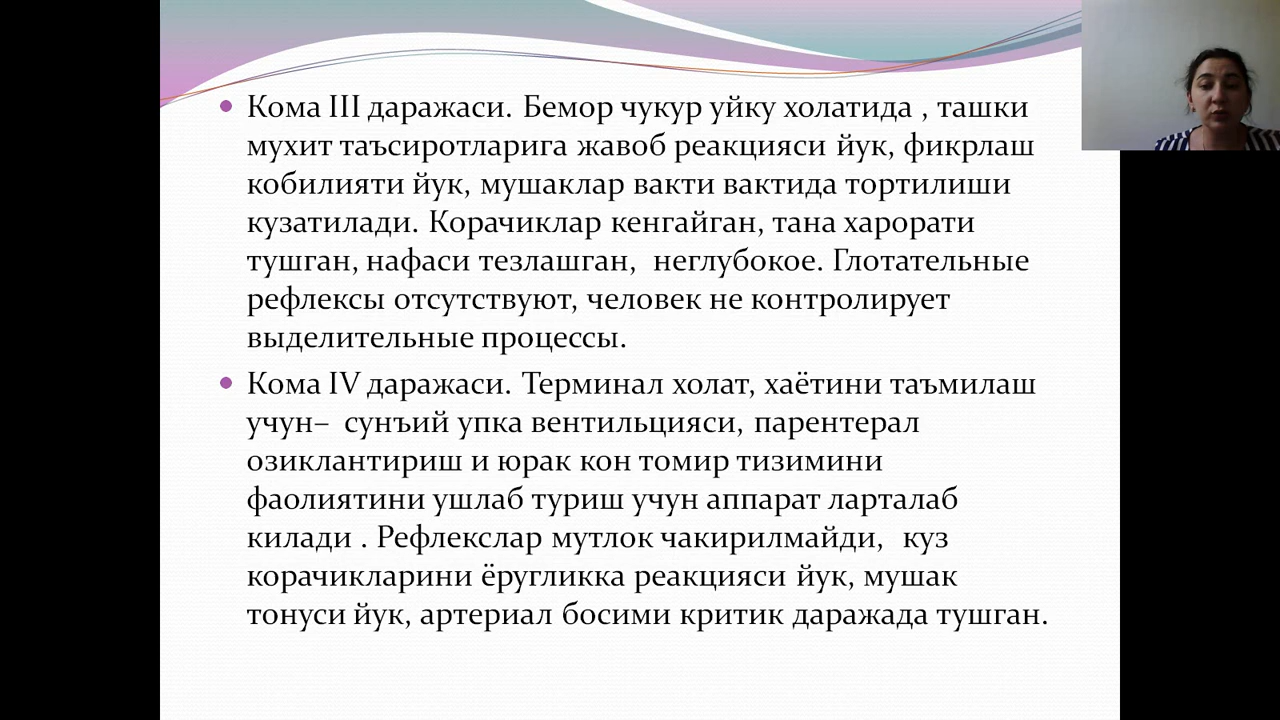 Кома III даражаси. Бемор чукур уйку холатида , ташки
мухит таъсиротларига жавоб реакцияси йук, фикрлаш
кобилияти йук, мушаклар вакти вактида тортилиши
кузатилади. Корачиклар кенгайган, тана харорати
тушган, нафаси тезлашган,  неглубокое. Глотательные
рефлексы отсутствуют, человек не контролирует
выделительные процессы.
Кома IV даражаси. Терминал холат, хаётини таъмилаш
учун–  сунъий упка вентильцияси, парентерал
озиклантириш и юрак кон томир тизимини
фаолиятини ушлаб туриш учун аппарат ларталаб
килади . Рефлекслар мутлок чакирилмайди,  куз
корачикларини ёругликка реакцияси йук, мушак
тонуси йук, артериал босими критик даражада тушган.